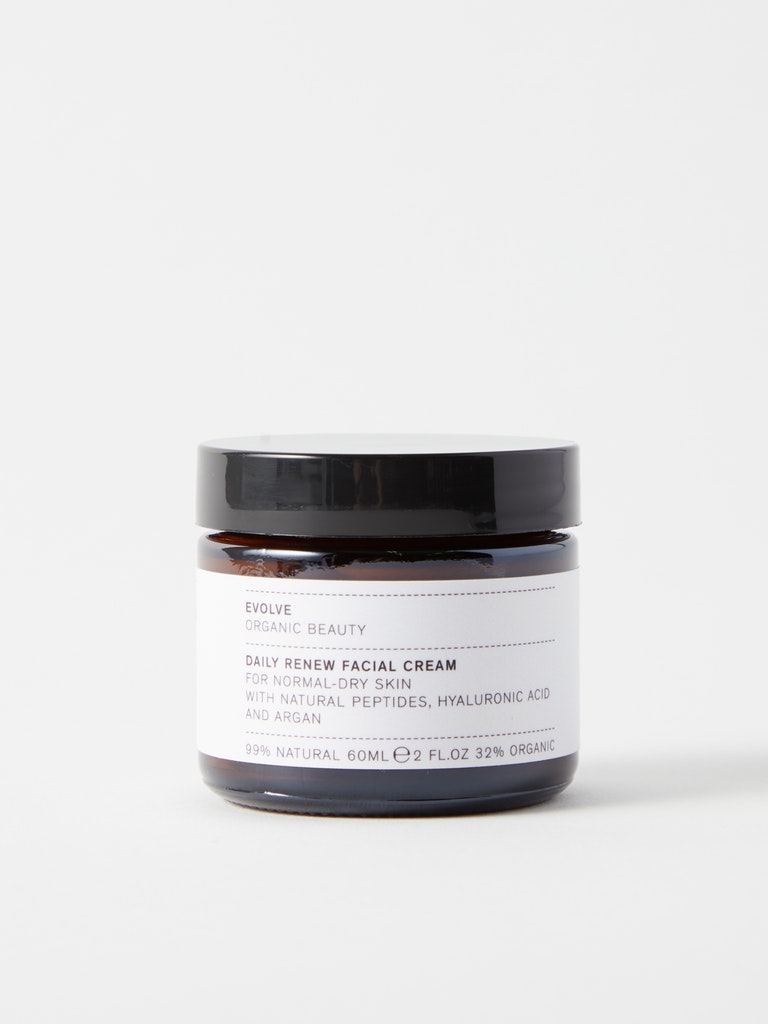 EVOLVE
ORGANIC BEAUTY
DAILY RENEW FACIAL CREAM
FOR NORMAL-DRY SKIN
WITH NATURAL PEPTIDES, HYALURONIC ACID
AND ARGAN
99% NATURAL 60ML ℮ 2 FL.OZ 32% ORGANIC